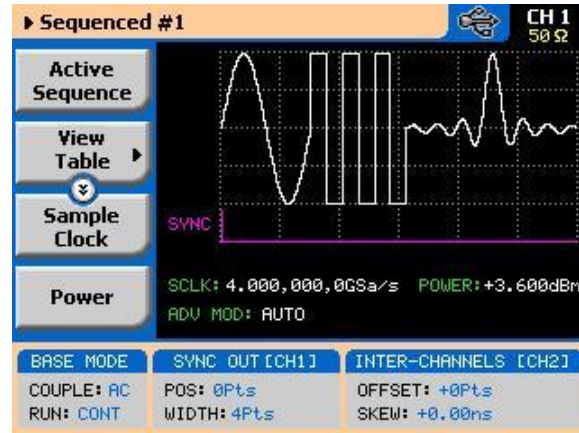 Sequenced #1
CH 1
50 Ω
Active
Sequence
View
Table
Sample
Clock
Power
SYNC
SCLK: 4.000,000,0GSa/s POWER:+3.600dBm
ADV MOD: AUTO
BASE MODE
COUPLE: AC
RUN: CONT
SYNC OUT [CH1]
POS: 0Pts
WIDTH: 4Pts
INTER-CHANNELS [CH2]
OFFSET: +0Pts
SKEW: +0.00ns